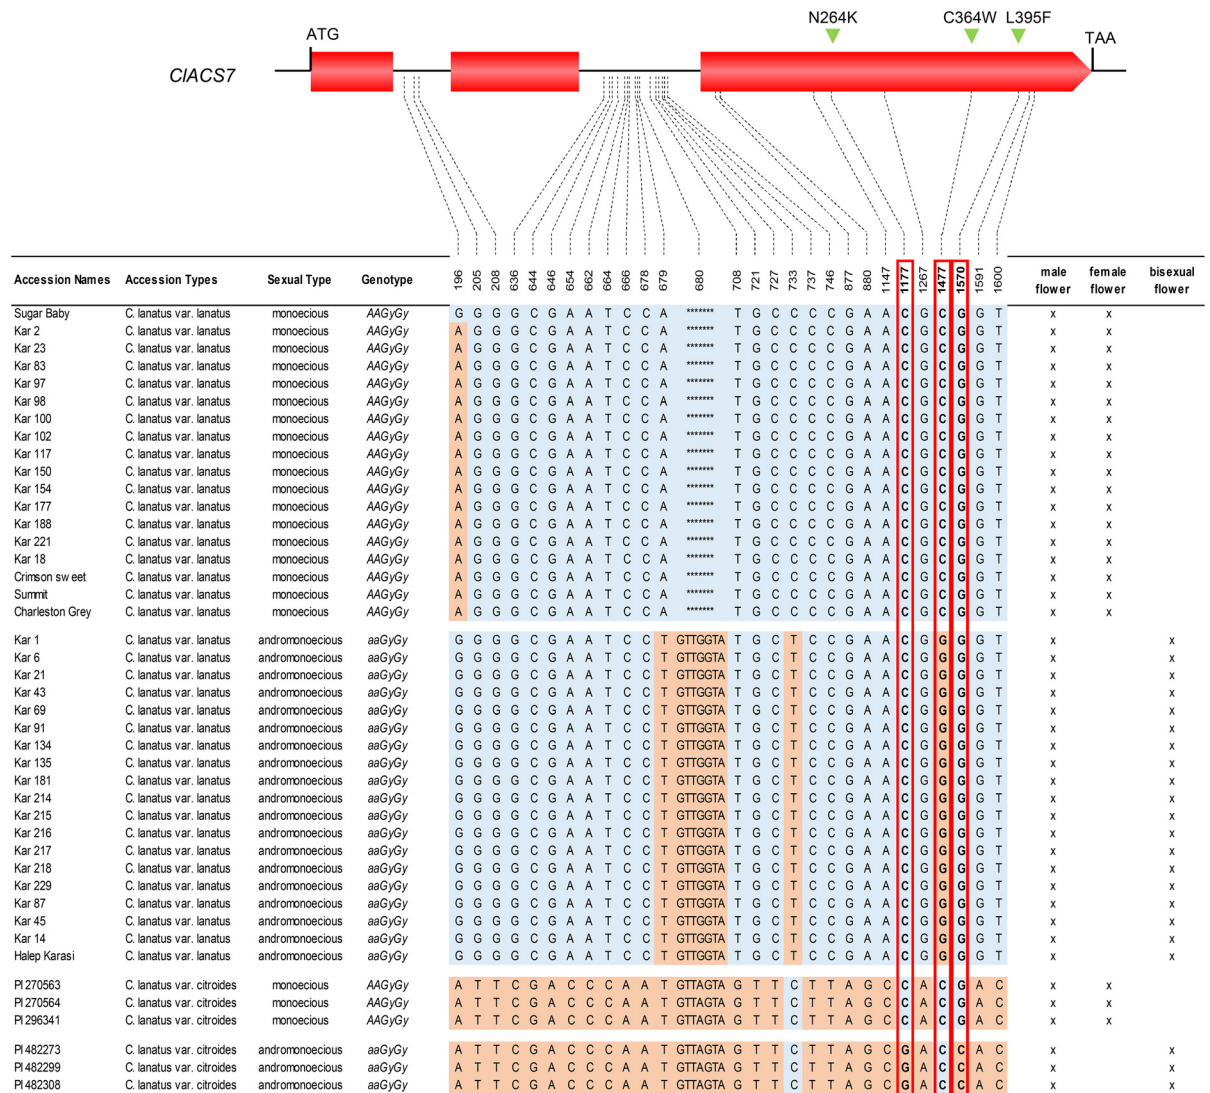 N264K C364W L395F
ATG TAA
ClACS7
Accession Names Accession Types Sexual Type Genotype 196 205 208 636 644 646 654 662 664 666 678 679 680 708 721 727 733 737 746 877 880 1147 1177 1267 1477 1570 1591 1600 male flower female flower bisexual flower
Sugar Baby C. lanatus var. lanatus monoecious AAGyGy G G G G C G A A T C C A ******* T G C C C C G A A C G C G G T x x
Kar 2 C. lanatus var. lanatus monoecious AAGyGy A G G G C G A A T C C A ******* T G C C C C G A A C G C G G T x x
Kar 23 C. lanatus var. lanatus monoecious AAGyGy A G G G C G A A T C C A ******* T G C C C C G A A C G C G G T x x
Kar 83 C. lanatus var. lanatus monoecious AAGyGy A G G G C G A A T C C A ******* T G C C C C G A A C G C G G T x x
Kar 97 C. lanatus var. lanatus monoecious AAGyGy A G G G C G A A T C C A ******* T G C C C C G A A C G C G G T x x
Kar 98 C. lanatus var. lanatus monoecious AAGyGy A G G G C G A A T C C A ******* T G C C C C G A A C G C G G T x x
Kar 100 C. lanatus var. lanatus monoecious AAGyGy A G G G C G A A T C C A ******* T G C C C C G A A C G C G G T x x
Kar 102 C. lanatus var. lanatus monoecious AAGyGy A G G G C G A A T C C A ******* T G C C C C G A A C G C G G T x x
Kar 117 C. lanatus var. lanatus monoecious AAGyGy A G G G C G A A T C C A ******* T G C C C C G A A C G C G G T x x
Kar 150 C. lanatus var. lanatus monoecious AAGyGy A G G G C G A A T C C A ******* T G C C C C G A A C G C G G T x x
Kar 154 C. lanatus var. lanatus monoecious AAGyGy A G G G C G A A T C C A ******* T G C C C C G A A C G C G G T x x
Kar 177 C. lanatus var. lanatus monoecious AAGyGy A G G G C G A A T C C A ******* T G C C C C G A A C G C G G T x x
Kar 188 C. lanatus var. lanatus monoecious AAGyGy A G G G C G A A T C C A ******* T G C C C C G A A C G C G G T x x
Kar 221 C. lanatus var. lanatus monoecious AAGyGy A G G G C G A A T C C A ******* T G C C C C G A A C G C G G T x x
Kar 18 C. lanatus var. lanatus monoecious AAGyGy A G G G C G A A T C C A ******* T G C C C C G A A C G C G G T x x
Crimson sweet C. lanatus var. lanatus monoecious AAGyGy A G G G C G A A T C C A ******* T G C C C C G A A C G C G G T x x
Summit C. lanatus var. lanatus monoecious AAGyGy A G G G C G A A T C C A ******* T G C C C C G A A C G C G G T x x
Charleston Grey C. lanatus var. lanatus monoecious AAGyGy A G G G C G A A T C C A ******* T G C C C C G A A C G C G G T x x
Kar 1 C. lanatus var. lanatus andromonoecious aaGyGy G G G G C G A A T C C T GTTGGTA T G C T C C G A A C G G G G T x x
Kar 6 C. lanatus var. lanatus andromonoecious aaGyGy G G G G C G A A T C C T GTTGGTA T G C T C C G A A C G G G G T x x
Kar 21 C. lanatus var. lanatus andromonoecious aaGyGy G G G G C G A A T C C T GTTGGTA T G C T C C G A A C G G G G T x x
Kar 43 C. lanatus var. lanatus andromonoecious aaGyGy G G G G C G A A T C C T GTTGGTA T G C T C C G A A C G G G G T x x
Kar 69 C. lanatus var. lanatus andromonoecious aaGyGy G G G G C G A A T C C T GTTGGTA T G C T C C G A A C G G G G T x x
Kar 91 C. lanatus var. lanatus andromonoecious aaGyGy G G G G C G A A T C C T GTTGGTA T G C T C C G A A C G G G G T x x
Kar 134 C. lanatus var. lanatus andromonoecious aaGyGy G G G G C G A A T C C T GTTGGTA T G C T C C G A A C G G G G T x x
Kar 135 C. lanatus var. lanatus andromonoecious aaGyGy G G G G C G A A T C C T GTTGGTA T G C T C C G A A C G G G G T x x
Kar 181 C. lanatus var. lanatus andromonoecious aaGyGy G G G G C G A A T C C T GTTGGTA T G C T C C G A A C G G G G T x x
Kar 214 C. lanatus var. lanatus andromonoecious aaGyGy G G G G C G A A T C C T GTTGGTA T G C T C C G A A C G G G G T x x
Kar 215 C. lanatus var. lanatus andromonoecious aaGyGy G G G G C G A A T C C T GTTGGTA T G C T C C G A A C G G G G T x x
Kar 216 C. lanatus var. lanatus andromonoecious aaGyGy G G G G C G A A T C C T GTTGGTA T G C T C C G A A C G G G G T x x
Kar 217 C. lanatus var. lanatus andromonoecious aaGyGy G G G G C G A A T C C T GTTGGTA T G C T C C G A A C G G G G T x x
Kar 218 C. lanatus var. lanatus andromonoecious aaGyGy G G G G C G A A T C C T GTTGGTA T G C T C C G A A C G G G G T x x
Kar 229 C. lanatus var. lanatus andromonoecious aaGyGy G G G G C G A A T C C T GTTGGTA T G C T C C G A A C G G G G T x x
Kar 87 C. lanatus var. lanatus andromonoecious aaGyGy G G G G C G A A T C C T GTTGGTA T G C T C C G A A C G G G G T x x
Kar 45 C. lanatus var. lanatus andromonoecious aaGyGy G G G G C G A A T C C T GTTGGTA T G C T C C G A A C G G G G T x x
Kar 14 C. lanatus var. lanatus andromonoecious aaGyGy G G G G C G A A T C C T GTTGGTA T G C T C C G A A C G G G G T x x
Halep Karasi C. lanatus var. lanatus andromonoecious aaGyGy G G G G C G A A T C C T GTTGGTA T G C T C C G A A C G G G G T x x
PI 270563 C. lanatus var. citroides monoecious AAGyGy A T T C G A C C C A A T GTTAGTA G T T C T T A G C C A C G A C x x
PI 270564 C. lanatus var. citroides monoecious AAGyGy A T T C G A C C C A A T GTTAGTA G T T C T T A G C C A C G A C x x
PI 296341 C. lanatus var. citroides monoecious AAGyGy A T T C G A C C C A A T GTTAGTA G T T C T T A G C C A C G A C x x
PI 482273 C. lanatus var. citroides andromonoecious aaGyGy A T T C G A C C C A A T GTTAGTA G T T C T T A G C G A C C A C x x
PI 482299 C. lanatus var. citroides andromonoecious aaGyGy A T T C G A C C C A A T GTTAGTA G T T C T T A G C G A C C A C x x
PI 482308 C. lanatus var. citroides andromonoecious aaGyGy A T T C G A C C C A A T GTTAGTA G T T C T T A G C G A C C A C x x